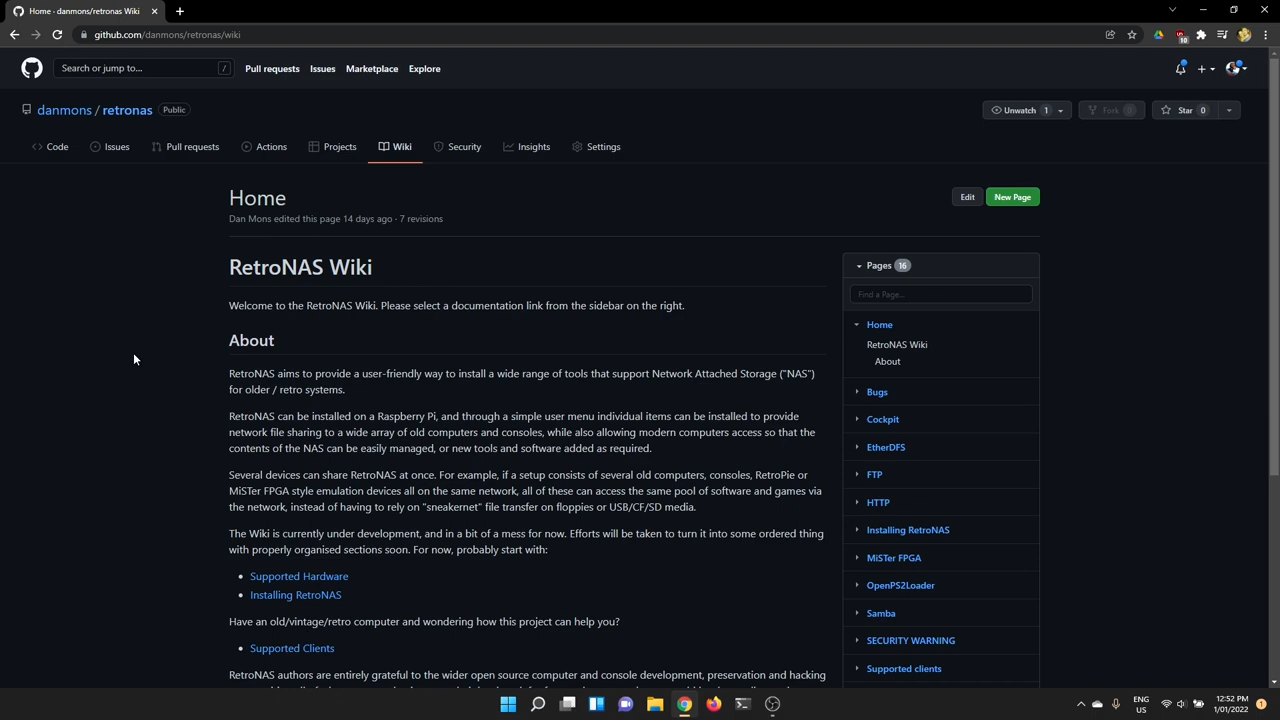 Home · danmons/retronas Wiki
github.com/danmons/retronas/wiki
10
Search or jump to... /
Pull requests Issues Marketplace Explore
danmons / retronas Public
Unwatch 1 Fork 0 Star 0
Code Issues Pull requests Actions Projects Wiki Security Insights Settings
Home
Edit New Page
Dan Mons edited this page 14 days ago · 7 revisions
RetroNAS Wiki
Welcome to the RetroNAS Wiki. Please select a documentation link from the sidebar on the right.
About
RetroNAS aims to provide a user-friendly way to install a wide range of tools that support Network Attached Storage ("NAS")
for older / retro systems.
RetroNAS can be installed on a Raspberry Pi, and through a simple user menu individual items can be installed to provide
network file sharing to a wide array of old computers and consoles, while also allowing modern computers access so that the
contents of the NAS can be easily managed, or new tools and software added as required.
Several devices can share RetroNAS at once. For example, if a setup consists of several old computers, consoles, RetroPie or
MiSTer FPGA style emulation devices all on the same network, all of these can access the same pool of software and games via
the network, instead of having to rely on "sneakernet" file transfer on floppies or USB/CF/SD media.
The Wiki is currently under development, and in a bit of a mess for now. Efforts will be taken to turn it into some ordered thing
with properly organised sections soon. For now, probably start with:
Supported Hardware
Installing RetroNAS
Have an old/vintage/retro computer and wondering how this project can help you?
Supported Clients
RetroNAS authors are entirely grateful to the wider open source computer and console development, preservation and hacking
Pages 16
Find a Page...
Home
RetroNAS Wiki
About
Bugs
Cockpit
EtherDFS
FTP
HTTP
Installing RetroNAS
MiSTer FPGA
OpenPS2Loader
Samba
SECURITY WARNING
Supported clients
ENG
US
12:52 PM
1/01/2022
1